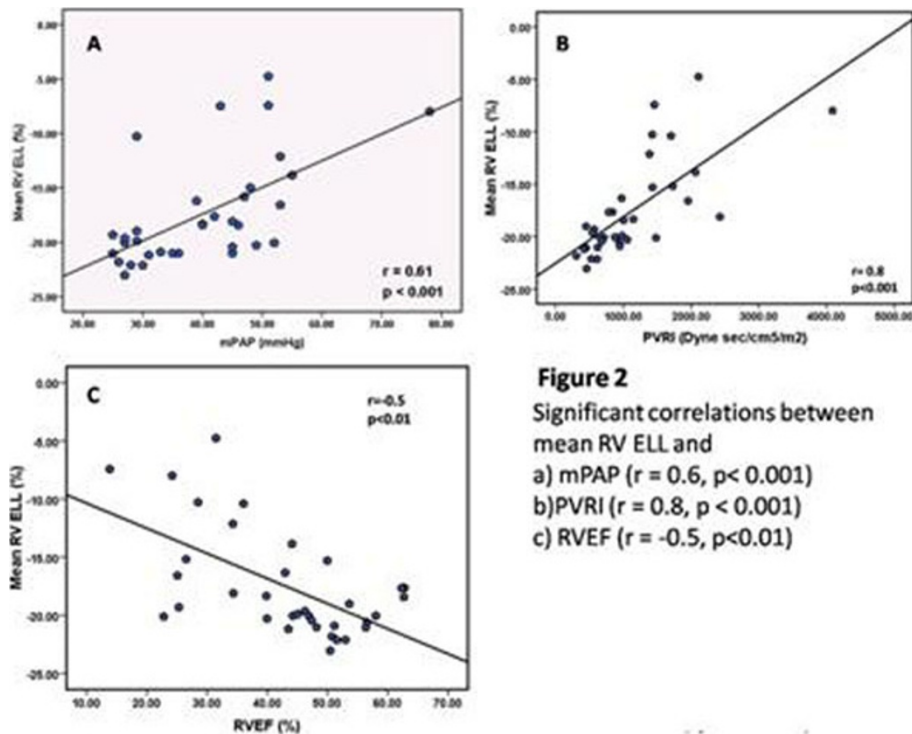 A
0.00
-5.00
-10.00
-15.00
-20.00
-25.00
Mean RV ELL (%)
r = 0.61
p < 0.001
20.00 30.00 40.00 50.00 60.00 70.00 80.00
mPAP (mmHg)
B
0.00
-5.00
-10.00
-15.00
-20.00
-25.00
Mean RV ELL (%)
r= 0.8
p<0.001
0.00 1000.00 2000.00 3000.00 4000.00 5000.00
PVRI (Dyne sec/cm5/m2)
C
0.00
-5.00
-10.00
-15.00
-20.00
-25.00
Mean RV ELL (%)
r=-0.5
p<0.01
10.00 20.00 30.00 40.00 50.00 60.00 70.00
RVEF (%)
Figure 2
Significant correlations between
mean RV ELL and
a) mPAP (r = 0.6, p< 0.001)
b)PVRI (r = 0.8, p < 0.001)
c) RVEF (r = -0.5, p<0.01)